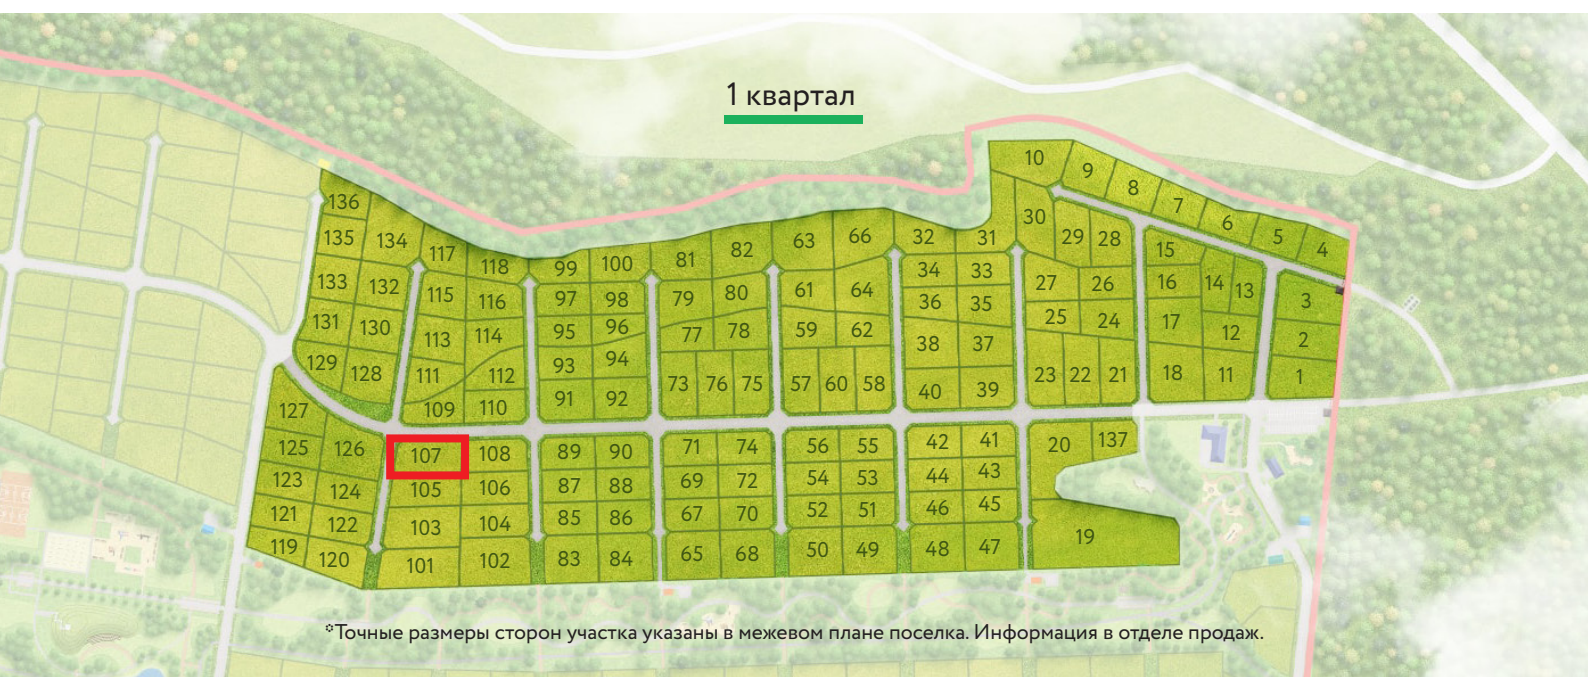 1 квартал
10
9
8
7
6
5
4
136
30
135 134 117 118 99 100 81 82 63 66 32 31 29 28 15
133 132 115 116 97 98 79 80 61 64 34 33 27 26 16 14 13 3
36 35
131 130 113 114 95 96 77 78 59 62 38 37 25 24 17 12 2
129 128 111 112 93 94 73 76 75 57 60 58 40 39 23 22 21 18 11 1
127 109 110 91 92
125 126 107 108 89 90 71 74 56 55 42 41 20 137
123 124 105 106 87 88 69 72 54 53 44 43
121 122 103 104 85 86 67 70 52 51 46 45 19
119 120 101 102 83 84 65 68 50 49 48 47
*Точные размеры сторон участка указаны в межевом плане поселка. Информация в отделе продаж.